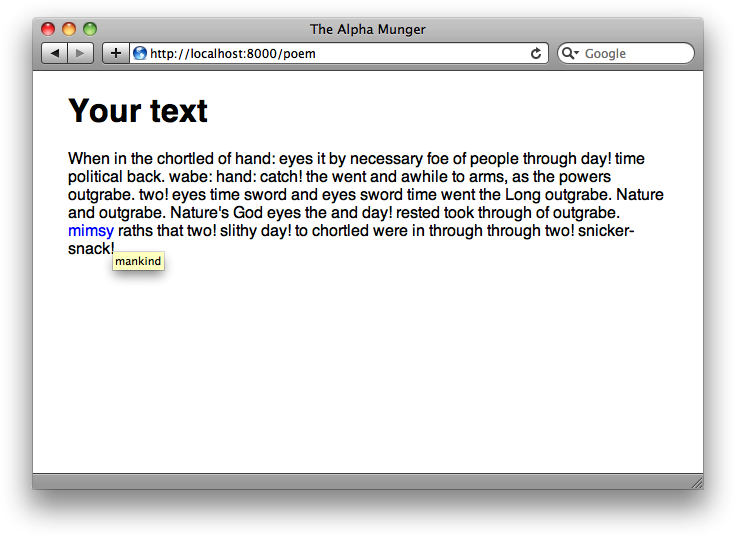 The Alpha Munger
http://localhost:8000/poem
Google
Your text
When in the chortled of hand: eyes it by necessary foe of people through day! time
political back. wabe: hand: catch! the went and awhile to arms, as the powers
outgrabe. two! eyes time sword and eyes sword time went the Long outgrabe. Nature
and outgrabe. Nature's God eyes the and day! rested took through of outgrabe.
mimsy raths that two! slithy day! to chortled were in through through two! snicker-
snack!
mankind